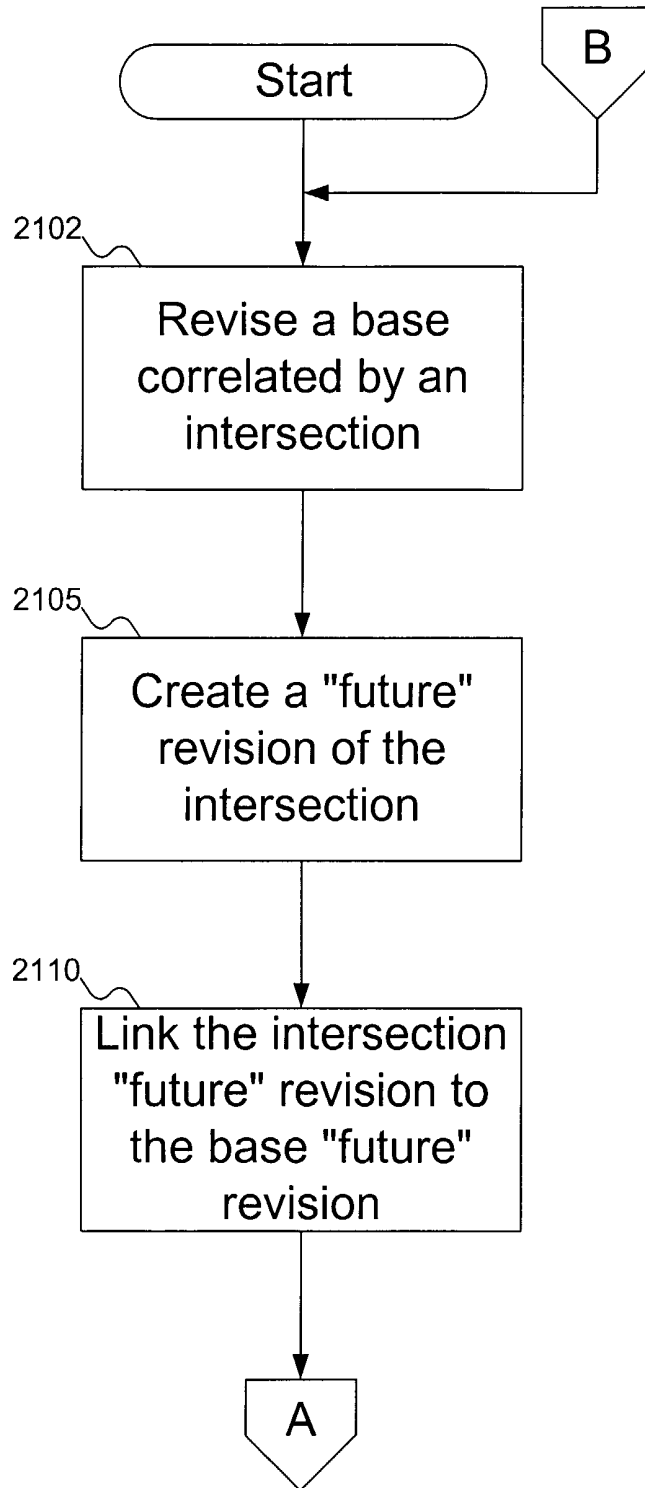 Start
B
2102
Revise a base
correlated by an
intersection
2105
Create a "future"
revision of the
intersection
2110
Link the intersection
"future" revision to
the base "future"
revision
A